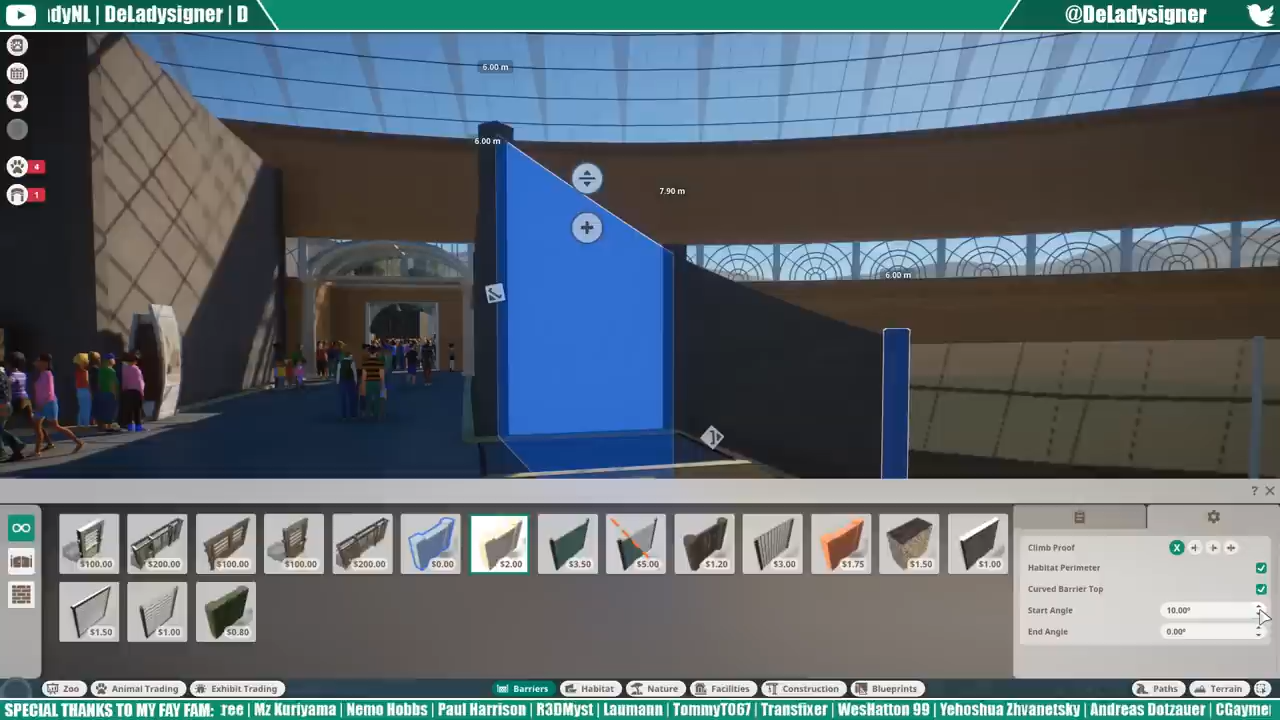 dyNL | DeLadysigner | D
@DeLadysigner
6.00 m
6.00 m
7.90 m
6.00 m
4
1
?
$100.00 $200.00 $100.00 $100.00 $200.00 $0.00 $2.00 $3.50 $5.00 $1.20 $3.00 $1.75 $1.50 $1.00
$1.50 $1.00 $0.80
Climb Proof X
Habitat Perimeter
Curved Barrier Top
Start Angle 10.00°
End Angle 0.00°
Zoo Animal Trading Exhibit Trading Barriers Habitat Nature Facilities Construction Blueprints Paths Terrain
SPECIAL THANKS TO MY FAY FAM: ree | Mz Kuriyama | Nemo Hobbs | Paul Harrison | R3DMyst | Laumann | TommyT067 | Transfixer | WesHatton 99 | Yehoshua Zhvanetsky | Andreas Dotzauer | CGayme